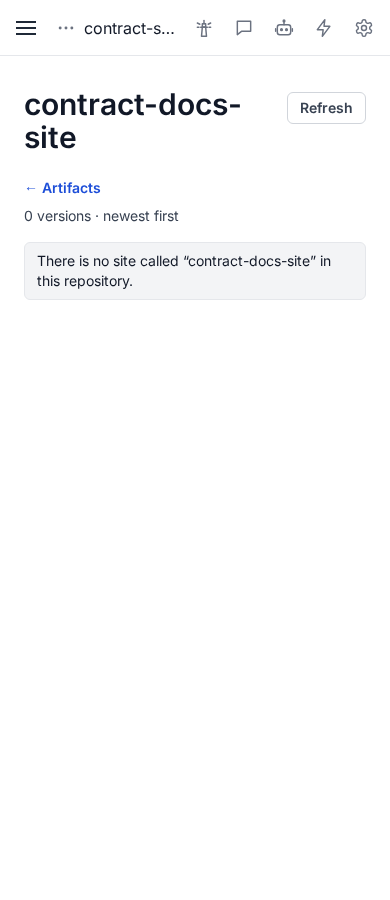 contract-s...
contract-docs-
site
Refresh
← Artifacts
0 versions · newest first
There is no site called “contract-docs-site” in
this repository.